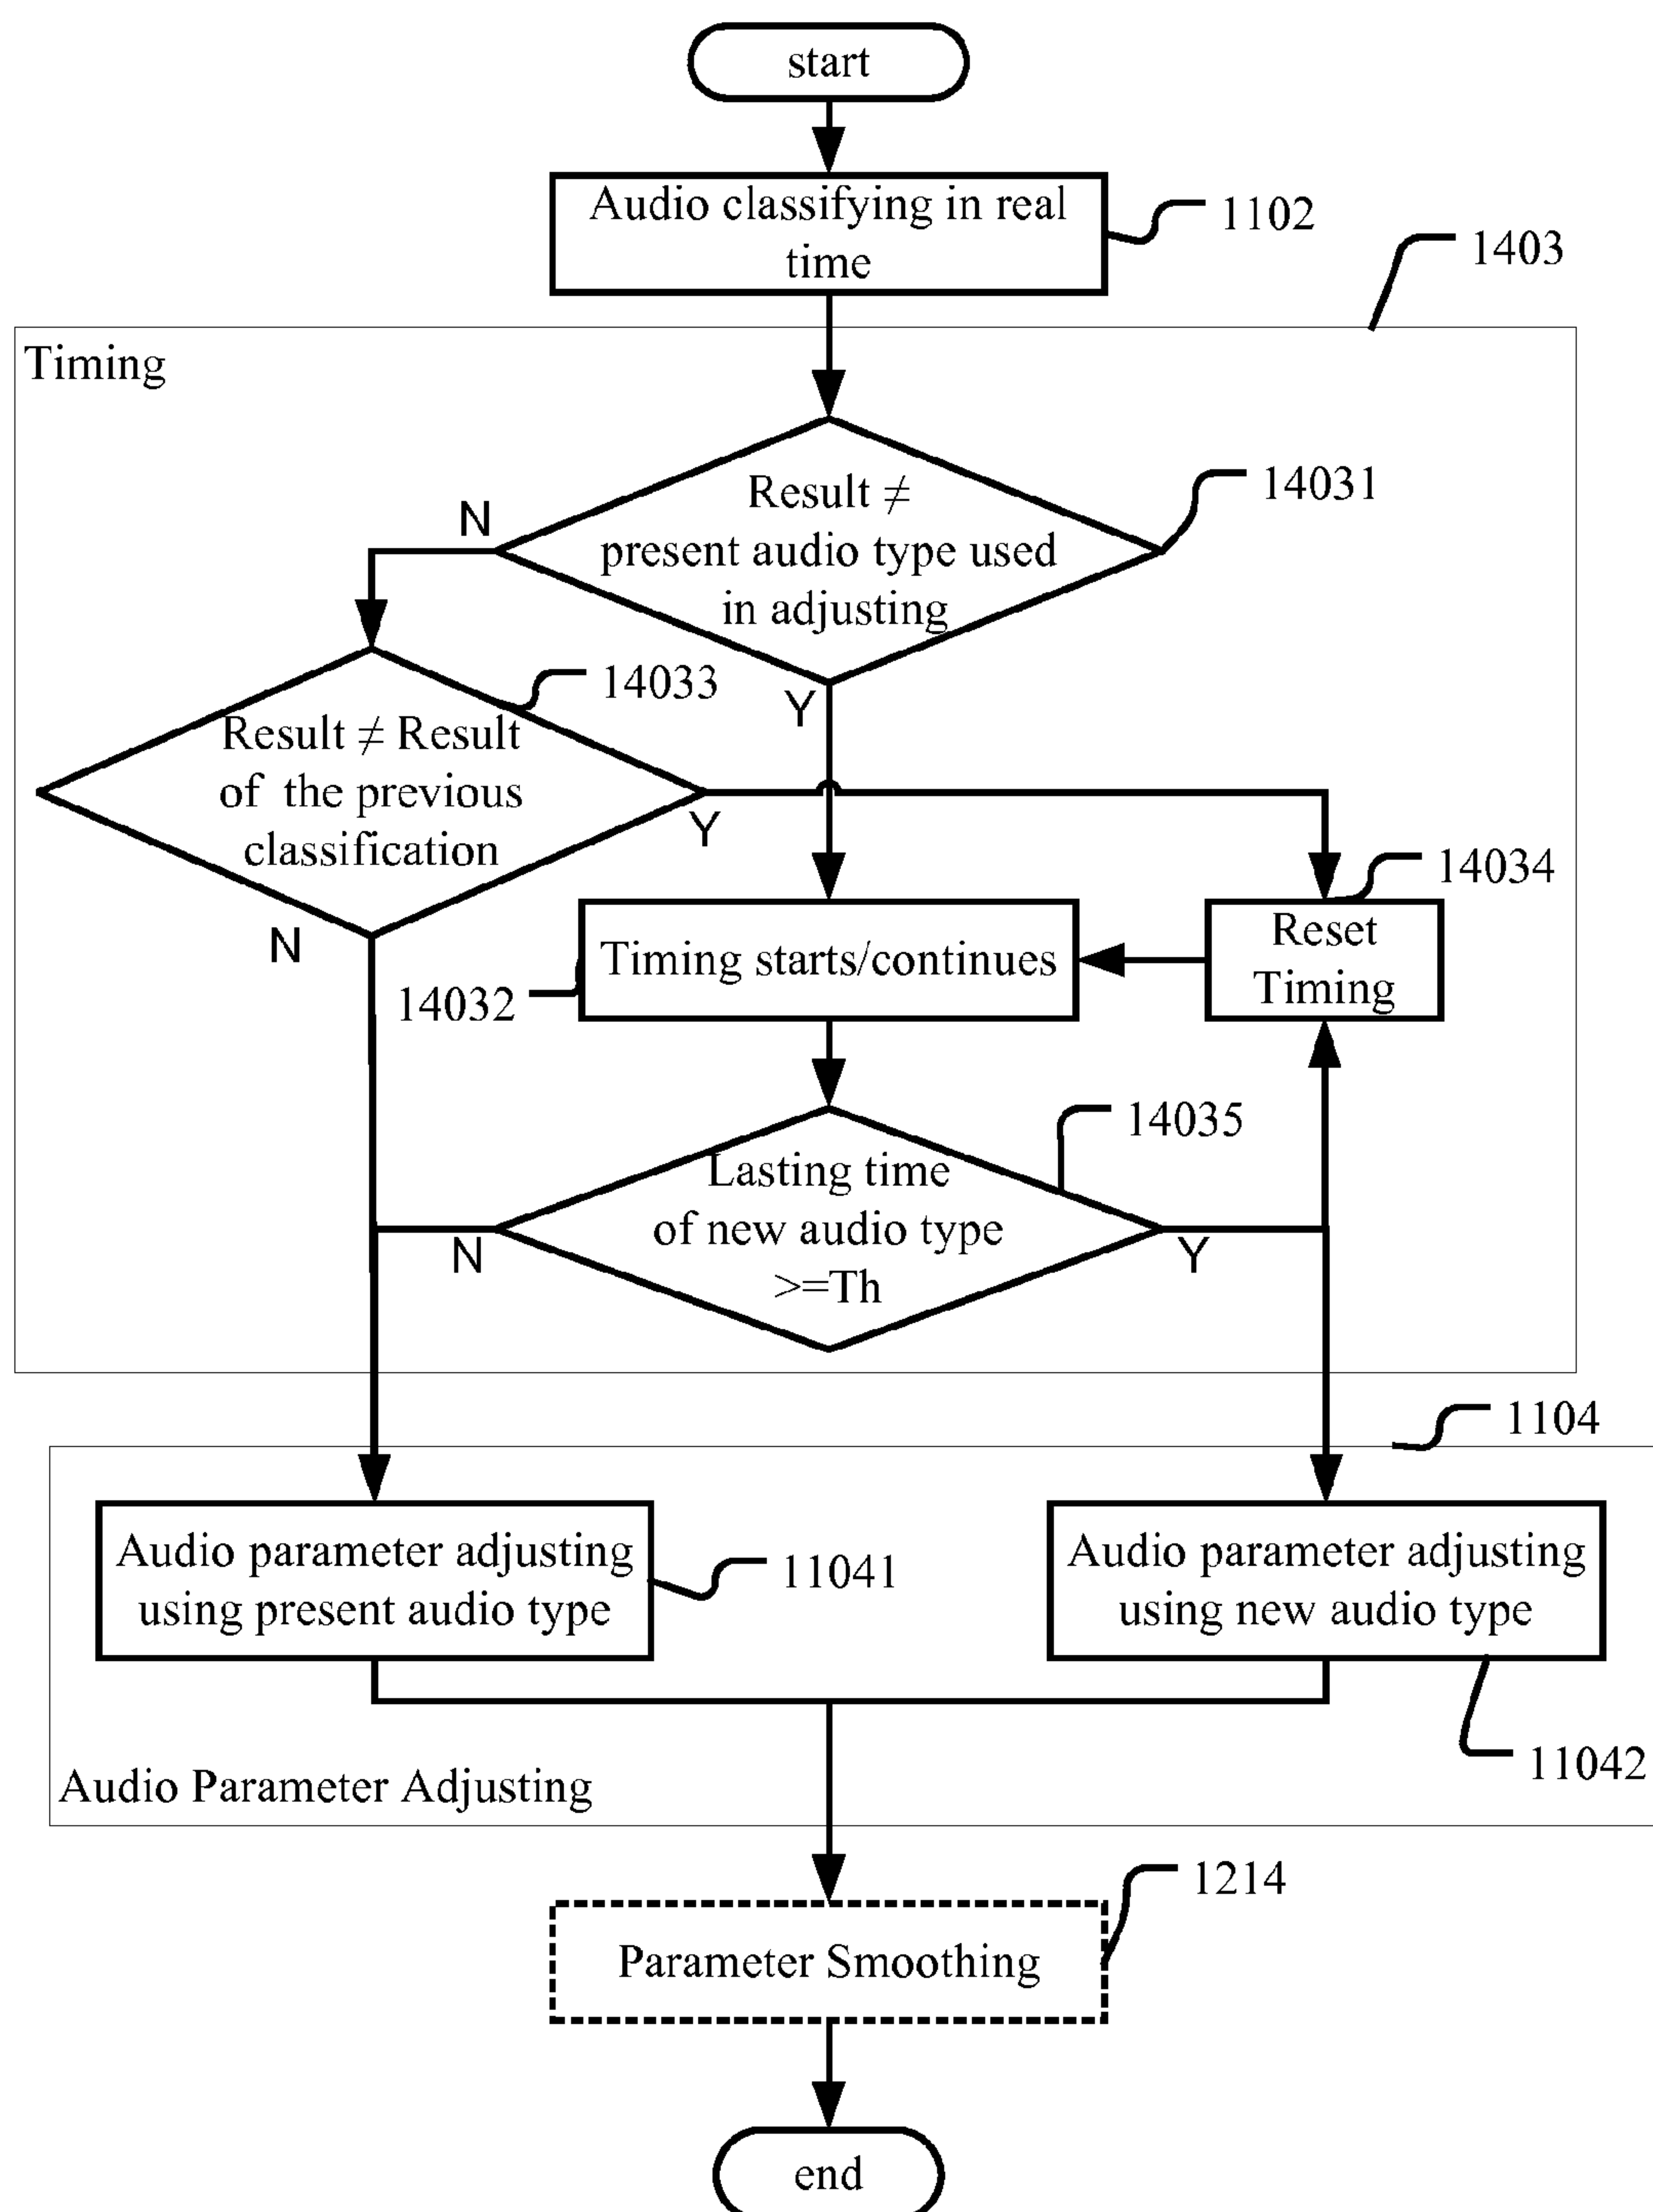 start
Audio classifying in real
time
1102
1403
Timing
Result ≠
present audio type used
in adjusting
14031
N
Y
14033
Result ≠ Result
of the previous
classification
Y
N
14034
Reset
Timing
Timing starts/continues
14032
14035
Lasting time
of new audio type
>=Th
N
Y
1104
Audio parameter adjusting
using present audio type
11041
Audio parameter adjusting
using new audio type
11042
Audio Parameter Adjusting
1214
Parameter Smoothing
end